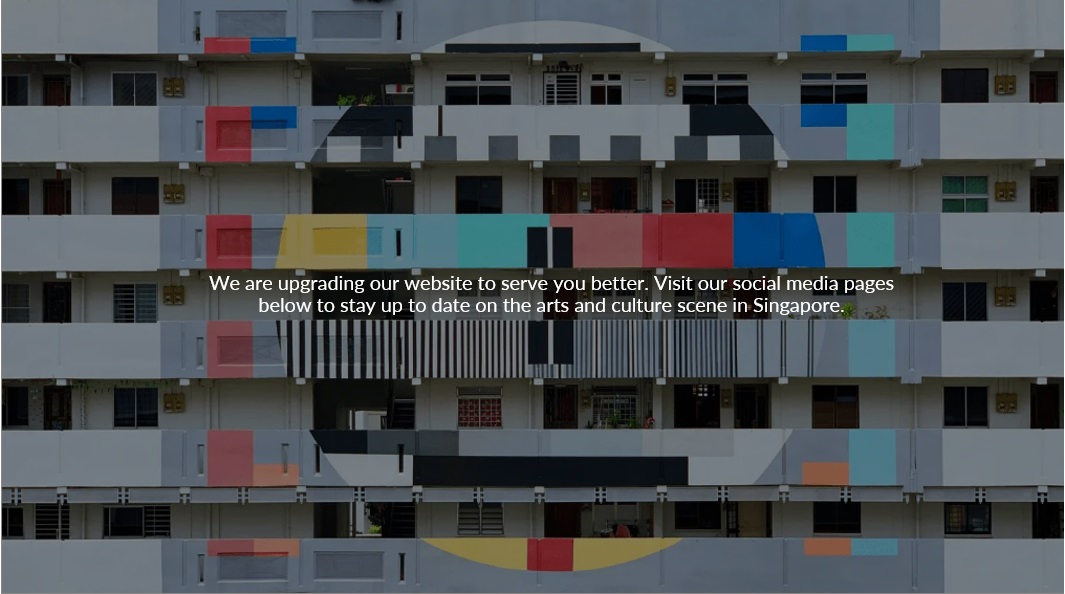 We are upgrading our website to serve you better. Visit our social media pages
below to stay up to date on the arts and culture scene in Singapore.